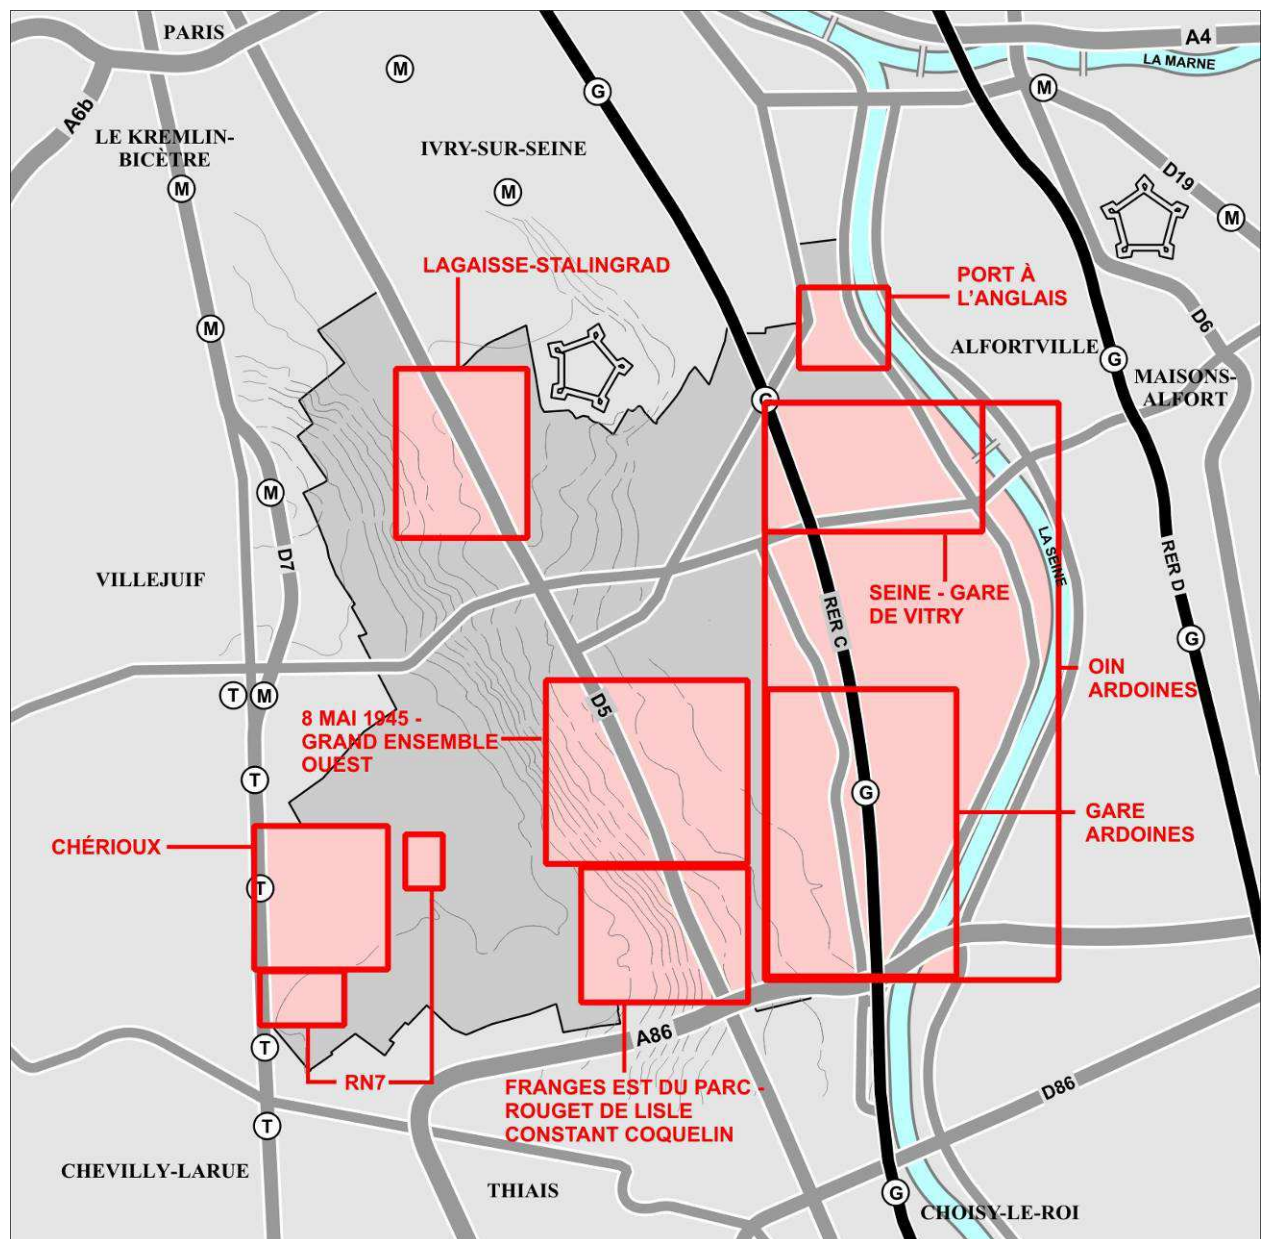 PARIS
A4
LA MARNE
M
G
M
A6b
LE KREMLIN-
BICÈTRE
IVRY-SUR-SEINE
M
M
D19
M
LAGAISSE-STALINGRAD
PORT À
L'ANGLAIS
M
D6
ALFORTVILLE
G
MAISONS-
ALFORT
G
M
D7
LA SEINE
RER D
VILLEJUIF
SEINE - GARE
DE VITRY
RER C
G
T
M
D5
OIN
ARDOINES
8 MAI 1945 -
GRAND ENSEMBLE
OUEST
T
G
GARE
ARDOINES
CHÉRIOUX
T
A86
T
RN7
FRANGES EST DU PARC -
ROUGET DE LISLE
CONSTANT COQUELIN
D86
T
CHEVILLY-LARUE
THIAIS
G
CHOISY-LE-ROI